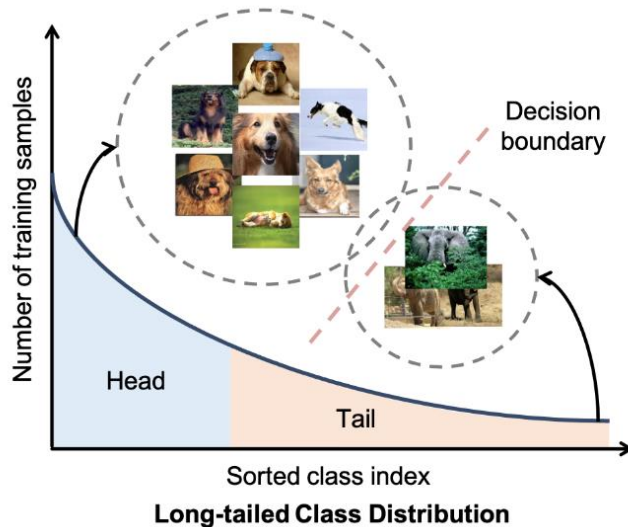 Number of training samples
Decision
boundary
Head
Tail
Sorted class index
Long-tailed Class Distribution